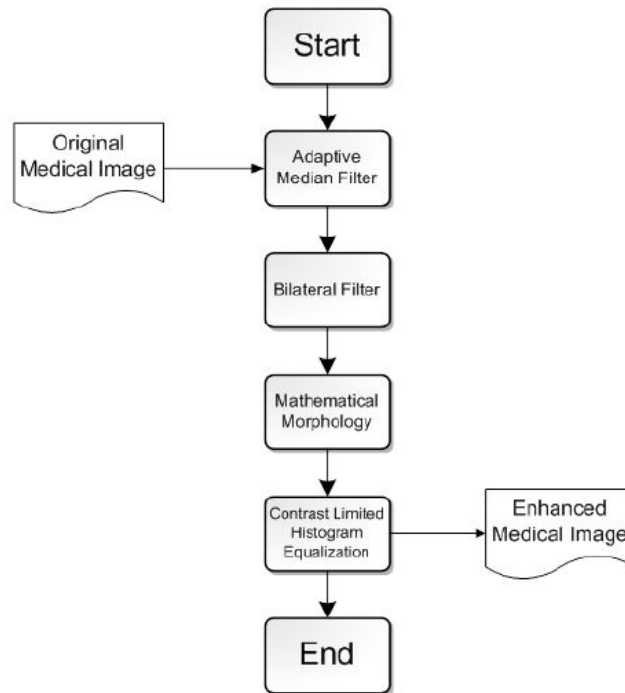 Start
Original
Medical Image
Adaptive
Median Filter
Bilateral Filter
Mathematical
Morphology
Contrast Limited
Histogram
Equalization
Enhanced
Medical Image
End